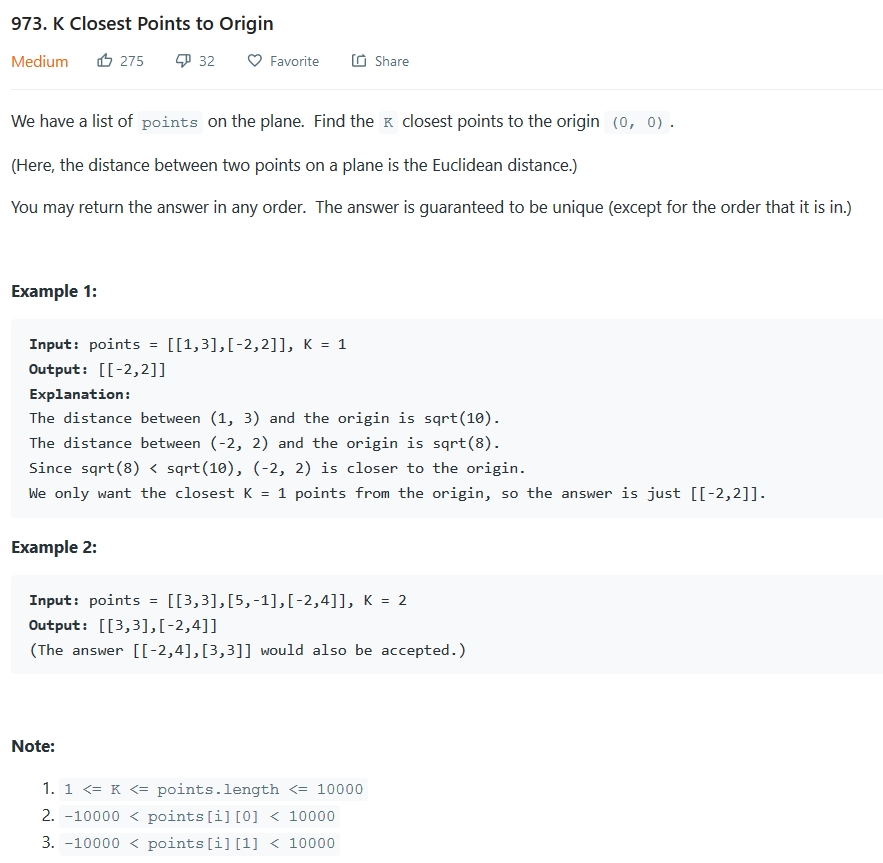 973. K Closest Points to Origin
Medium 275 32 Favorite Share
We have a list of points on the plane. Find the K closest points to the origin (0, 0).
(Here, the distance between two points on a plane is the Euclidean distance.)
You may return the answer in any order. The answer is guaranteed to be unique (except for the order that it is in.)
Example 1:
Input: points = [[1,3],[-2,2]], K = 1
Output: [[-2,2]]
Explanation:
The distance between (1, 3) and the origin is sqrt(10).
The distance between (-2, 2) and the origin is sqrt(8).
Since sqrt(8) < sqrt(10), (-2, 2) is closer to the origin.
We only want the closest K = 1 points from the origin, so the answer is just [[-2,2]].
Example 2:
Input: points = [[3,3],[5,-1],[-2,4]], K = 2
Output: [[3,3],[-2,4]]
(The answer [[-2,4],[3,3]] would also be accepted.)
Note:
1. 1 <= K <= points.length <= 10000
2. -10000 < points[i][0] < 10000
3. -10000 < points[i][1] < 10000